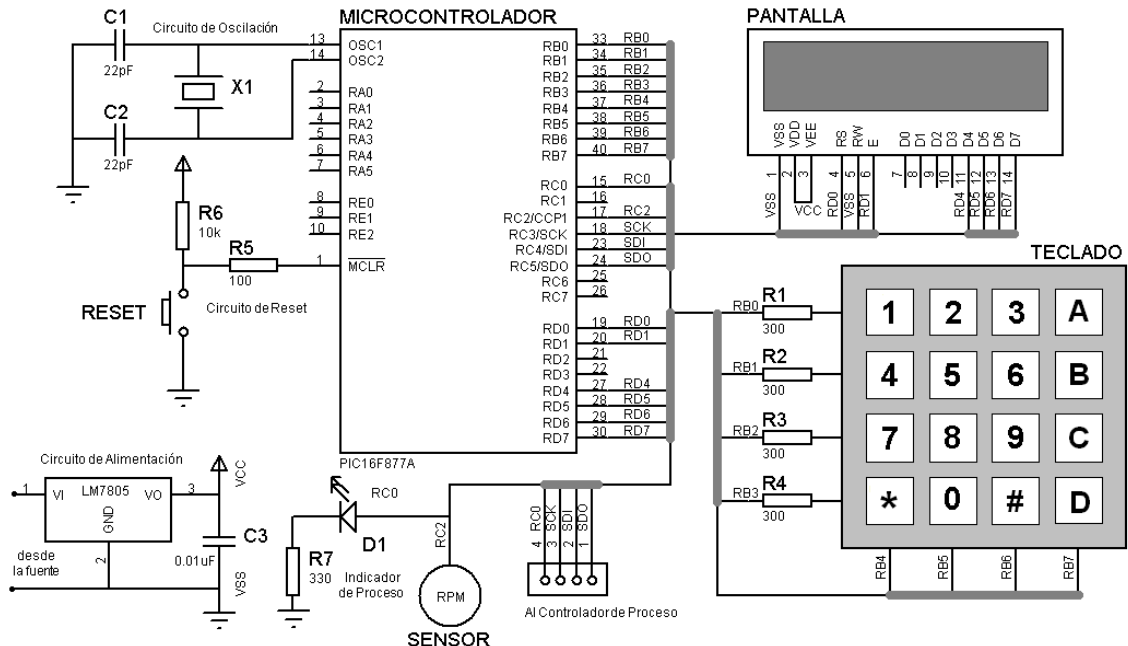 C1
22pF
C2
22pF
Circuito de Oscilación
X1
R6
10k
R5
100
RESET
Circuito de Reset
MICROCONTROLADOR
13 OSC1
14 OSC2
2 RA0
3 RA1
4 RA2
5 RA3
6 RA4
7 RA5
8 RE0
9 RE1
10 RE2
1 MCLR
RB0 33 RB0
RB1 34 RB1
RB2 35 RB2
RB3 36 RB3
RB4 37 RB4
RB5 38 RB5
RB6 39 RB6
RB7 40 RB7
RC0 15 RC0
RC1 16
RC2/CCP1 17 RC2
RC3/SCK 18 SCK
RC4/SDI 23 SDI
RC5/SDO 24 SDO
RC6 25
RC7 26
RD0 19 RD0
RD1 20 RD1
RD2 21
RD3 22
RD4 27 RD4
RD5 28 RD5
RD6 29 RD6
RD7 30 RD7
PIC16F877A
PANTALLA
VSS VDD VEE RS RW E D0 D1 D2 D3 D4 D5 D6 D7
1 2 3 4 5 6 7 8 9 10 11 12 13 14
VSS VCC RD0 VSS RD1 RD4 RD5 RD6 RD7
TECLADO
RB0 R1
300
RB1 R2
300
RB2 R3
300
RB3 R4
300
1 2 3 A
4 5 6 B
7 8 9 C
* 0 # D
RB4 RB5 RB6 RB7
Circuito de Alimentación
1 VI LM7805 VO 3
GND
2
VCC
C3
0.01uF
VSS
desde
la fuente
RC0
D1
R7
330
Indicador
de Proceso
RC2
RPM
SENSOR
4 RC0
3 SCK
2 SDI
1 SDO
Al Controlador de Proceso